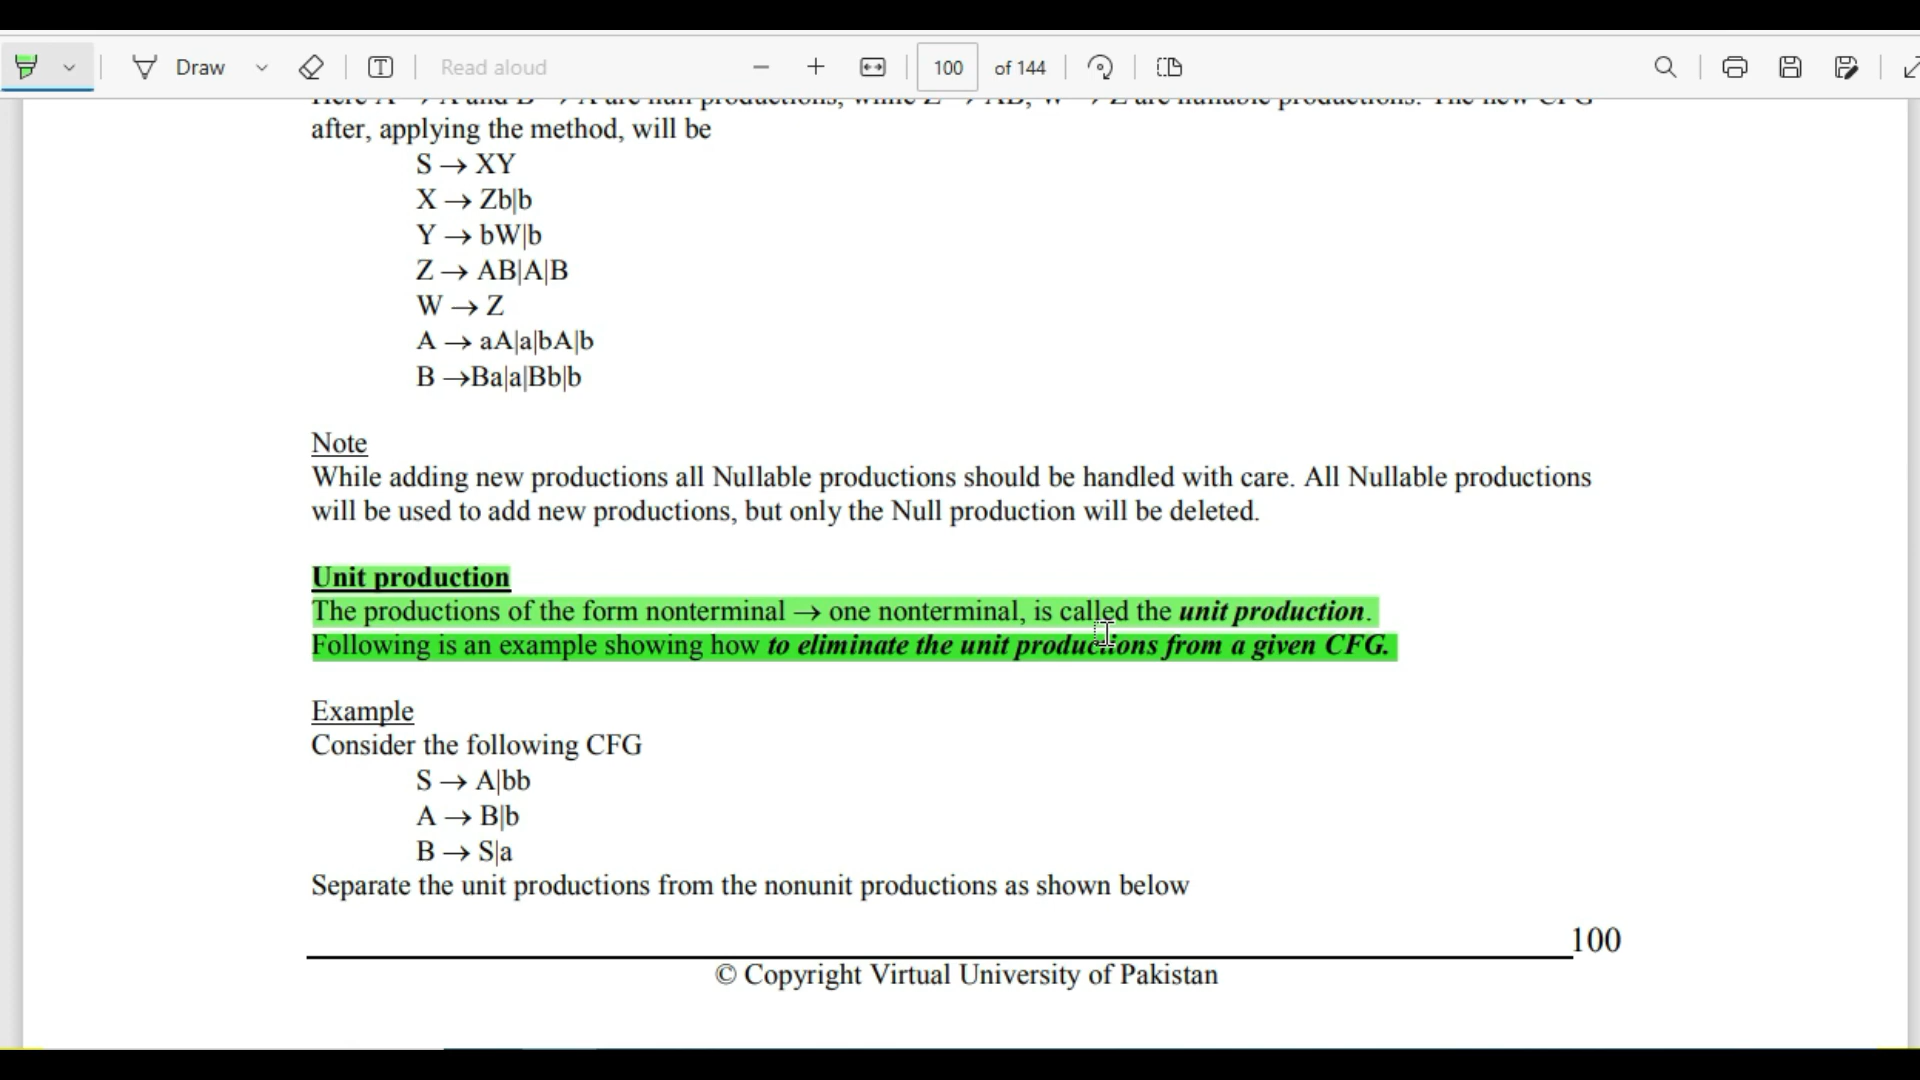 Draw
Read aloud
100
of 144
after, applying the method, will be
S → XY
X → Zb|b
Y → bW|b
Z → AB|A|B
W → Z
A → aA|a|bA|b
B →Ba|a|Bb|b
Note
While adding new productions all Nullable productions should be handled with care. All Nullable productions
will be used to add new productions, but only the Null production will be deleted.
Unit production
The productions of the form nonterminal → one nonterminal, is called the unit production.
Following is an example showing how to eliminate the unit productions from a given CFG.
Example
Consider the following CFG
S → A|bb
A → B|b
B → S|a
Separate the unit productions from the nonunit productions as shown below
100
© Copyright Virtual University of Pakistan